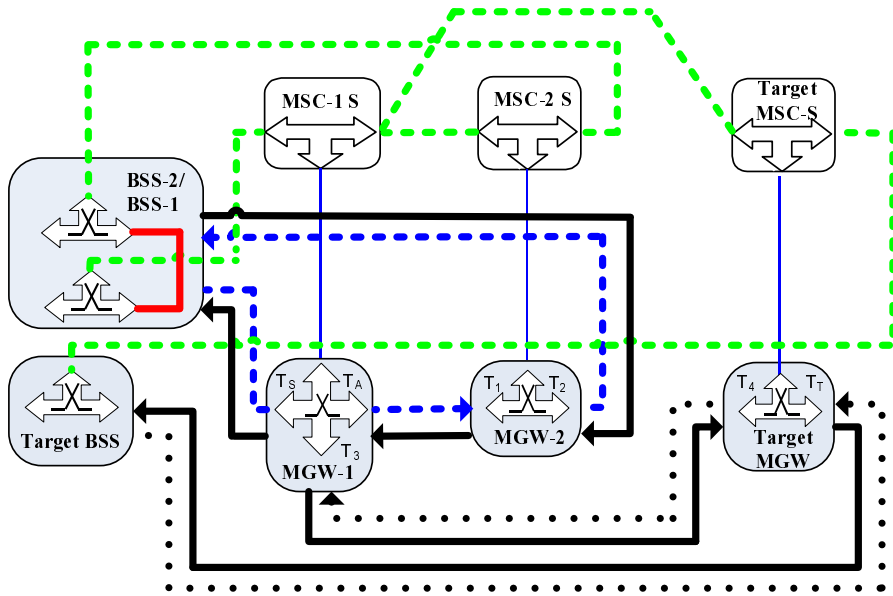 MSC-1 S
MSC-2 S
Target
MSC-S
BSS-2/
BSS-1
Target BSS
TS
TA
T3
MGW-1
T1
T2
MGW-2
T4
TT
Target
MGW